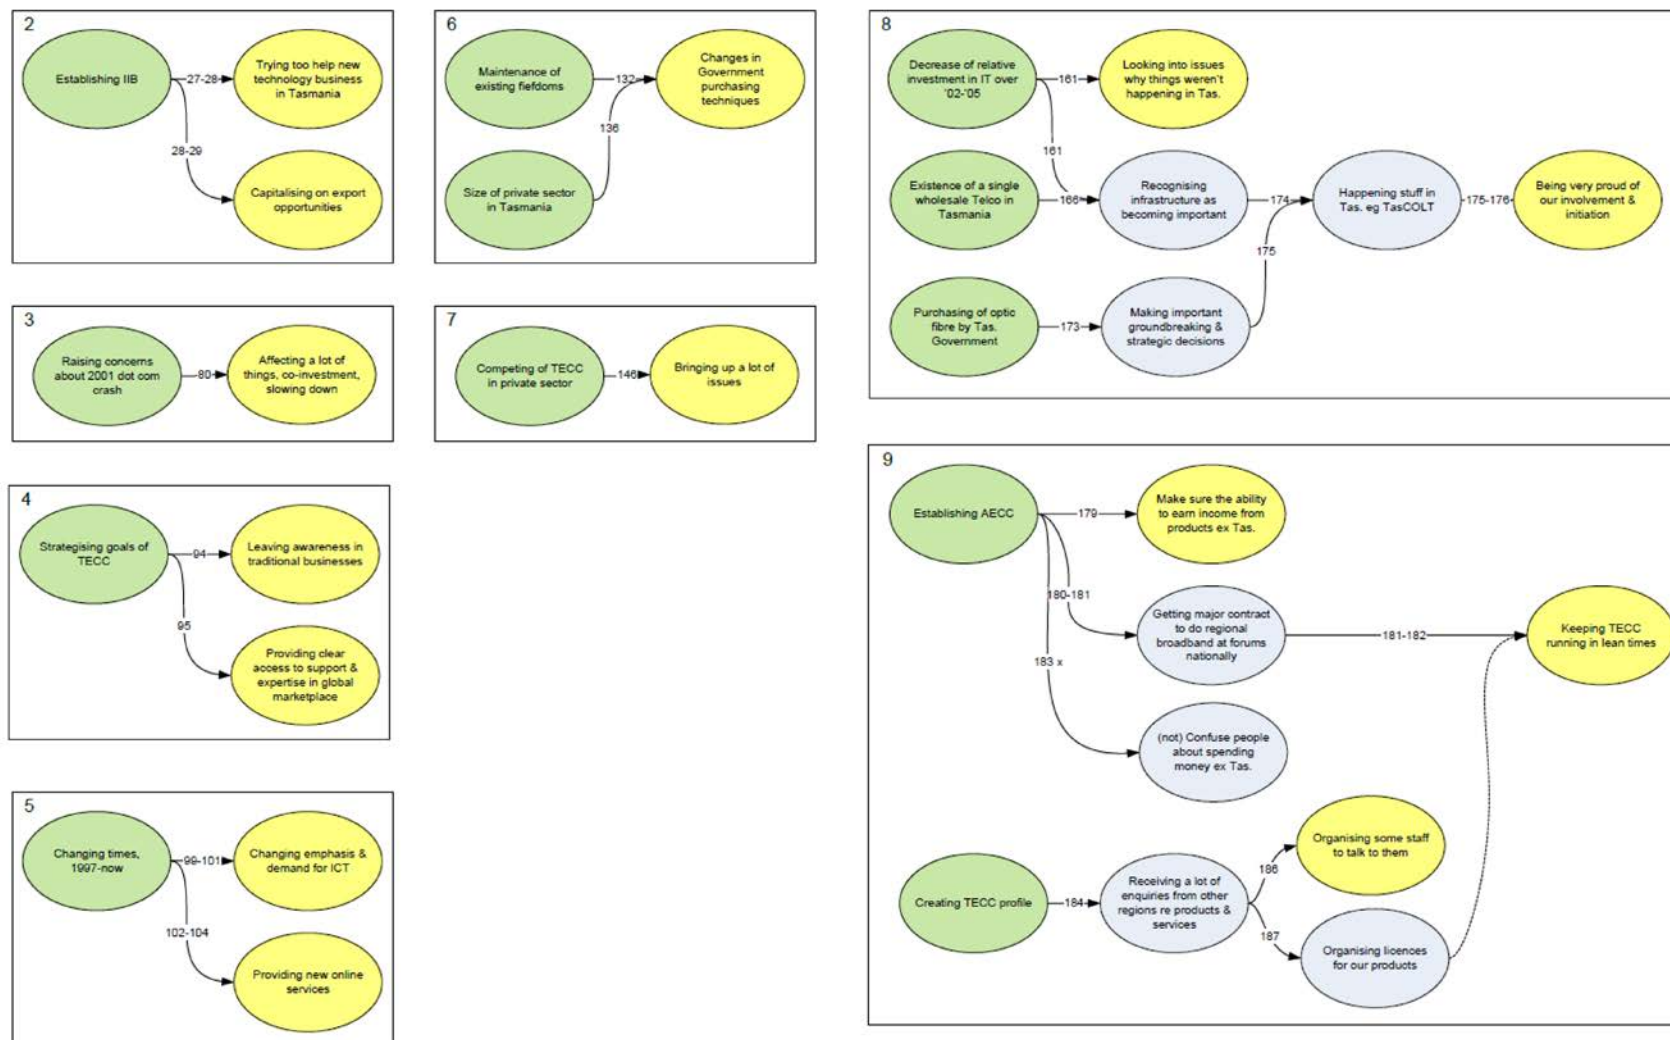 2
Establishing IIB
27-28
Trying too help new
technology business
in Tasmania
28-29
Capitalising on export
opportunities
3
Raising concerns
about 2001 dot com
crash
80
Affecting a lot of
things, co-investment,
slowing down
4
Strategising goals of
TECC
94
Leaving awareness in
traditional businesses
95
Providing clear
access to support &
expertise in global
marketplace
5
Changing times,
1997-now
99-101
Changing emphasis &
demand for ICT
102-104
Providing new online
services
6
Maintenance of
existing fiefdoms
132
Changes in
Government
purchasing
techniques
136
Size of private sector
in Tasmania
7
Competing of TECC
in private sector
146
Bringing up a lot of
issues
8
Decrease of relative
investment in IT over
'02-'05
161
Looking into issues
why things weren't
happening in Tas.
161
Existence of a single
wholesale Telco in
Tasmania
166
Recognising
infrastructure as
becoming important
174
Happening stuff in
Tas. eg TasCOLT
175-176
Being very proud of
our involvement &
initiation
175
Purchasing of optic
fibre by Tas.
Government
173
Making important
groundbreaking &
strategic decisions
9
Establishing AECC
179
Make sure the ability
to earn income from
products ex Tas.
180-181
Getting major contract
to do regional
broadband at forums
nationally
181-182
Keeping TECC
running in lean times
183 x
(not) Confuse people
about spending
money ex Tas.
Creating TECC profile
184
Receiving a lot of
enquiries from other
regions re products &
services
186
Organising some staff
to talk to them
187
Organising licences
for our products